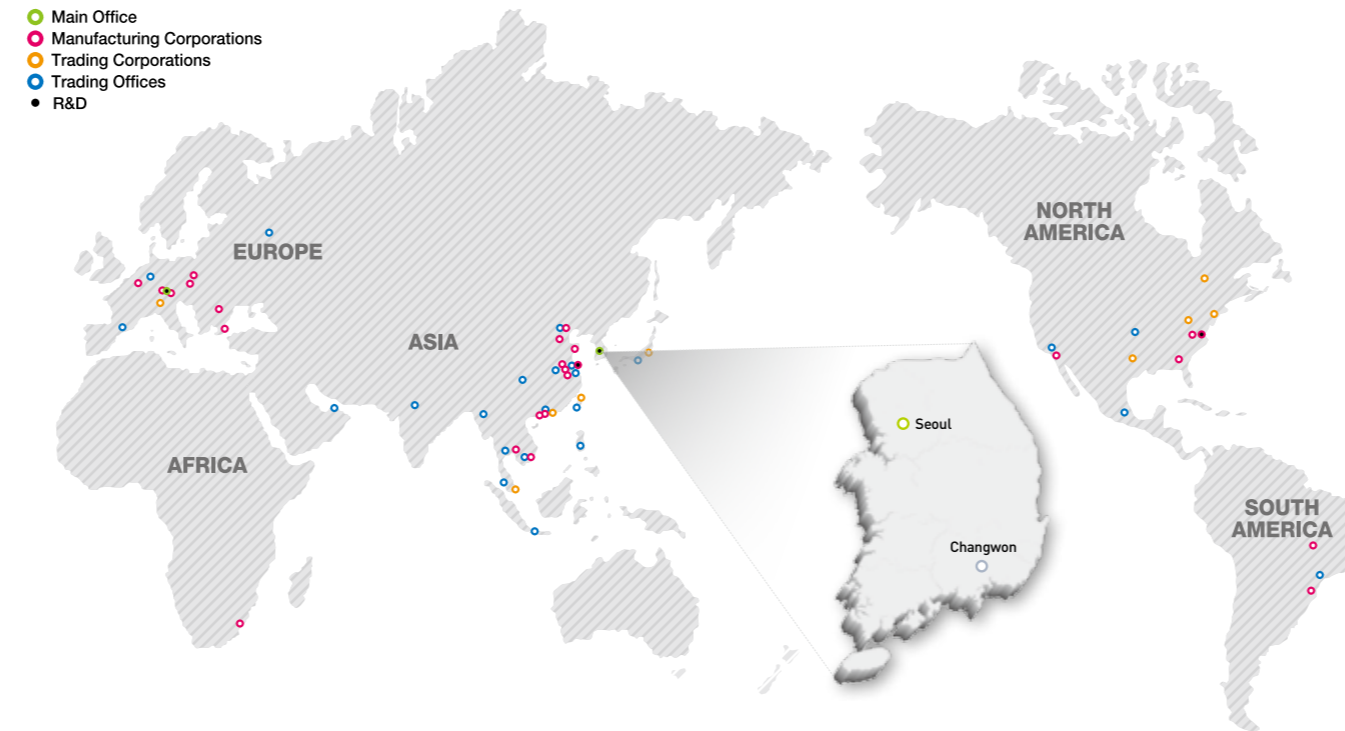 Main Office
Manufacturing Corporations
Trading Corporations
Trading Offices
R&D
NORTH
AMERICA
EUROPE
ASIA
AFRICA
Seoul
SOUTH
AMERICA
Changwon